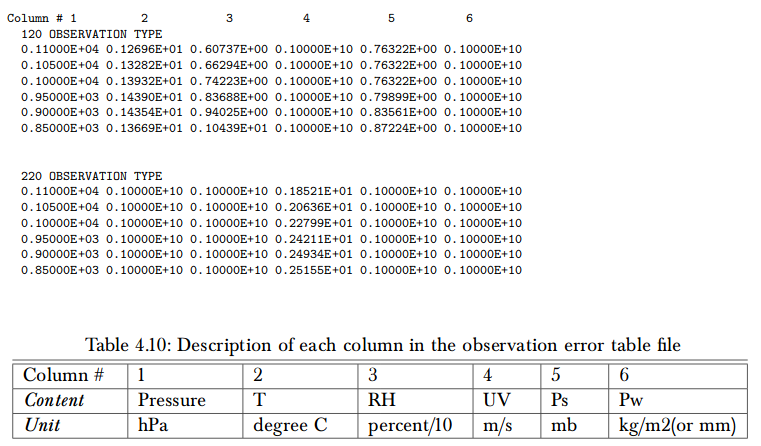 Column # 1 2 3 4 5 6
120 OBSERVATION TYPE
0.11000E+04 0.12696E+01 0.60737E+00 0.10000E+10 0.76322E+00 0.10000E+10
0.10500E+04 0.13282E+01 0.66294E+00 0.10000E+10 0.76322E+00 0.10000E+10
0.10000E+04 0.13932E+01 0.74223E+00 0.10000E+10 0.76322E+00 0.10000E+10
0.95000E+03 0.14390E+01 0.83688E+00 0.10000E+10 0.79899E+00 0.10000E+10
0.90000E+03 0.14354E+01 0.94025E+00 0.10000E+10 0.83561E+00 0.10000E+10
0.85000E+03 0.13669E+01 0.10439E+01 0.10000E+10 0.87224E+00 0.10000E+10
220 OBSERVATION TYPE
0.11000E+04 0.10000E+10 0.10000E+10 0.18521E+01 0.10000E+10 0.10000E+10
0.10500E+04 0.10000E+10 0.10000E+10 0.20636E+01 0.10000E+10 0.10000E+10
0.10000E+04 0.10000E+10 0.10000E+10 0.22799E+01 0.10000E+10 0.10000E+10
0.95000E+03 0.10000E+10 0.10000E+10 0.24211E+01 0.10000E+10 0.10000E+10
0.90000E+03 0.10000E+10 0.10000E+10 0.24934E+01 0.10000E+10 0.10000E+10
0.85000E+03 0.10000E+10 0.10000E+10 0.25155E+01 0.10000E+10 0.10000E+10
Table 4.10: Description of each column in the observation error table file
Column # 1 2 3 4 5 6
Content Pressure T RH UV Ps Pw
Unit hPa degree C percent/10 m/s mb kg/m2(or mm)